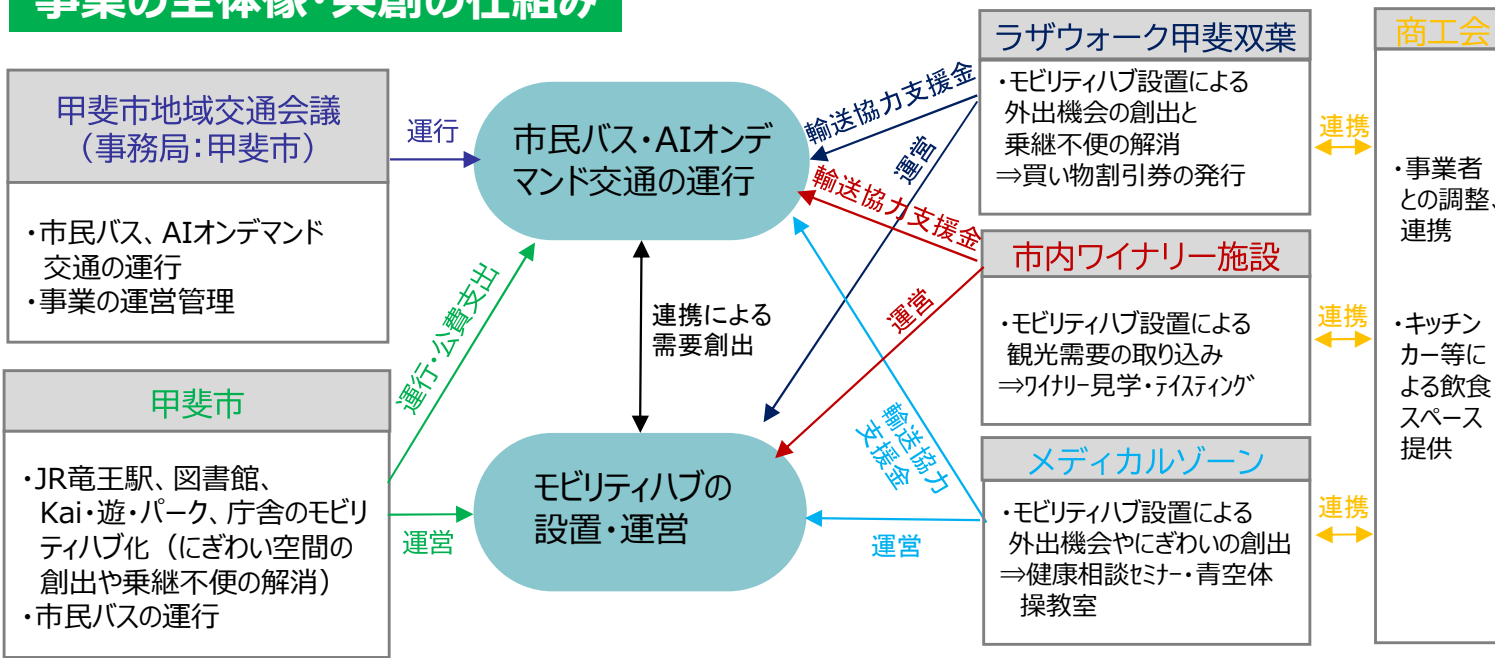 事業の全体像・共創の仕組み
甲斐市地域交通会議
（事務局：甲斐市）
・市民バス、AIオンデマンド
交通の運行
・事業の運営管理
甲斐市
・JR竜王駅、図書館、
Kai・遊・パーク、庁舎のモビリ
ティハブ化（にぎわい空間の
創出や乗継不便の解消）
・市民バスの運行
運行
運行・公費支出
運営
市民バス・AIオンデ
マンド交通の運行
連携による
需要創出
モビリティハブの
設置・運営
輸送協力支援金
運営
輸送協力支援金
運営
輸送協力
支援金
運営
ラザウォーク甲斐双葉
・モビリティハブ設置による
外出機会の創出と
乗継不便の解消
⇒買い物割引券の発行
市内ワイナリー施設
・モビリティハブ設置による
観光需要の取り込み
⇒ワイナリー見学・テイスティング
メディカルゾーン
・モビリティハブ設置による
外出機会やにぎわいの創出
⇒健康相談セミナー・青空体
操教室
連携
連携
連携
商工会
・事業者
との調整、
連携
・キッチン
カー等に
よる飲食
スペース
提供